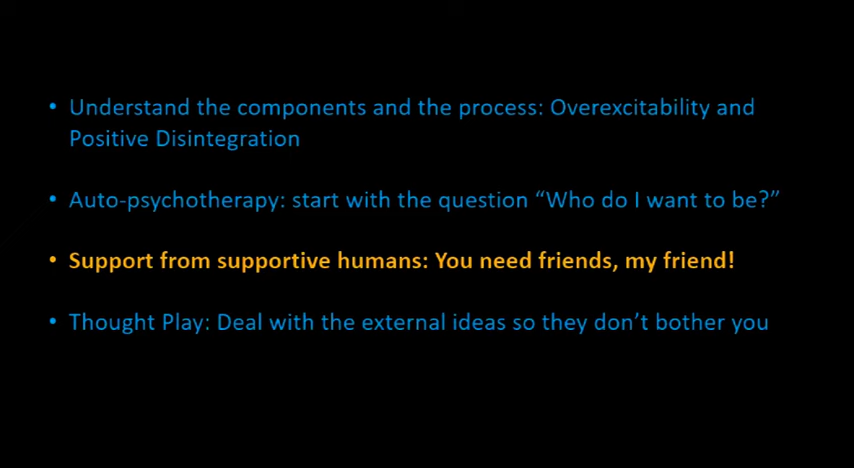 • Understand the components and the process: Overexcitability and
Positive Disintegration
• Auto-psychotherapy: start with the question “Who do I want to be?”
• Support from supportive humans: You need friends, my friend!
• Thought Play: Deal with the external ideas so they don’t bother you